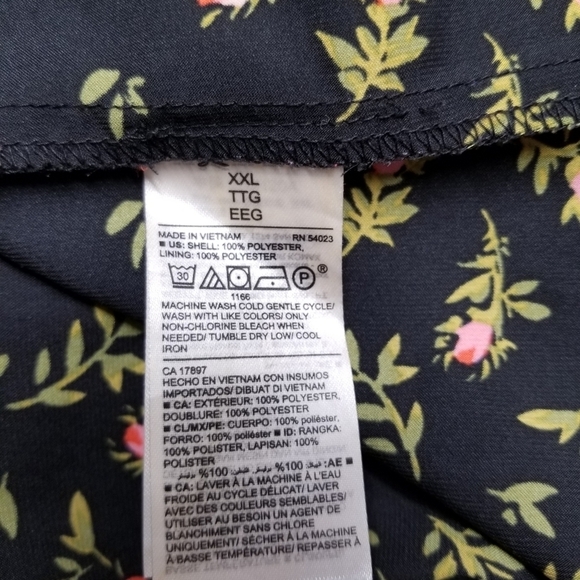 XXL
TTG
EEG
MADE IN VIETNAM RN 54023
■ US: SHELL: 100% POLYESTER,
LINING: 100% POLYESTER
30 P ®
1166
MACHINE WASH COLD GENTLE CYCLE/
WASH WITH LIKE COLORS/ ONLY
NON-CHLORINE BLEACH WHEN
NEEDED/ TUMBLE DRY LOW/ COOL
IRON
CA 17897
HECHO EN VIETNAM CON INSUMOS
IMPORTADOS/ DIBUAT DI VIETNAM
■ CA: EXTÉRIEUR: 100% POLYESTER,
DOUBLURE: 100% POLYESTER
■ CL/MX/PE: CUERPO: 100% poliéster;
FORRO: 100% poliéster ■ ID: RANGKA:
100% POLISTER, LAPISAN: 100%
POLISTER
■ CA: LAVER À LA MACHINE À L'EAU
FROIDE AU CYCLE DÉLICAT/ LAVER
AVEC DES COULEURS SEMBLABLES/
UTILISER AU BESOIN UN AGENT DE
BLANCHIMENT SANS CHLORE
UNIQUEMENT/ SÉCHER À LA MACHINE
À BASSE TEMPÉRATURE/ REPASSER À